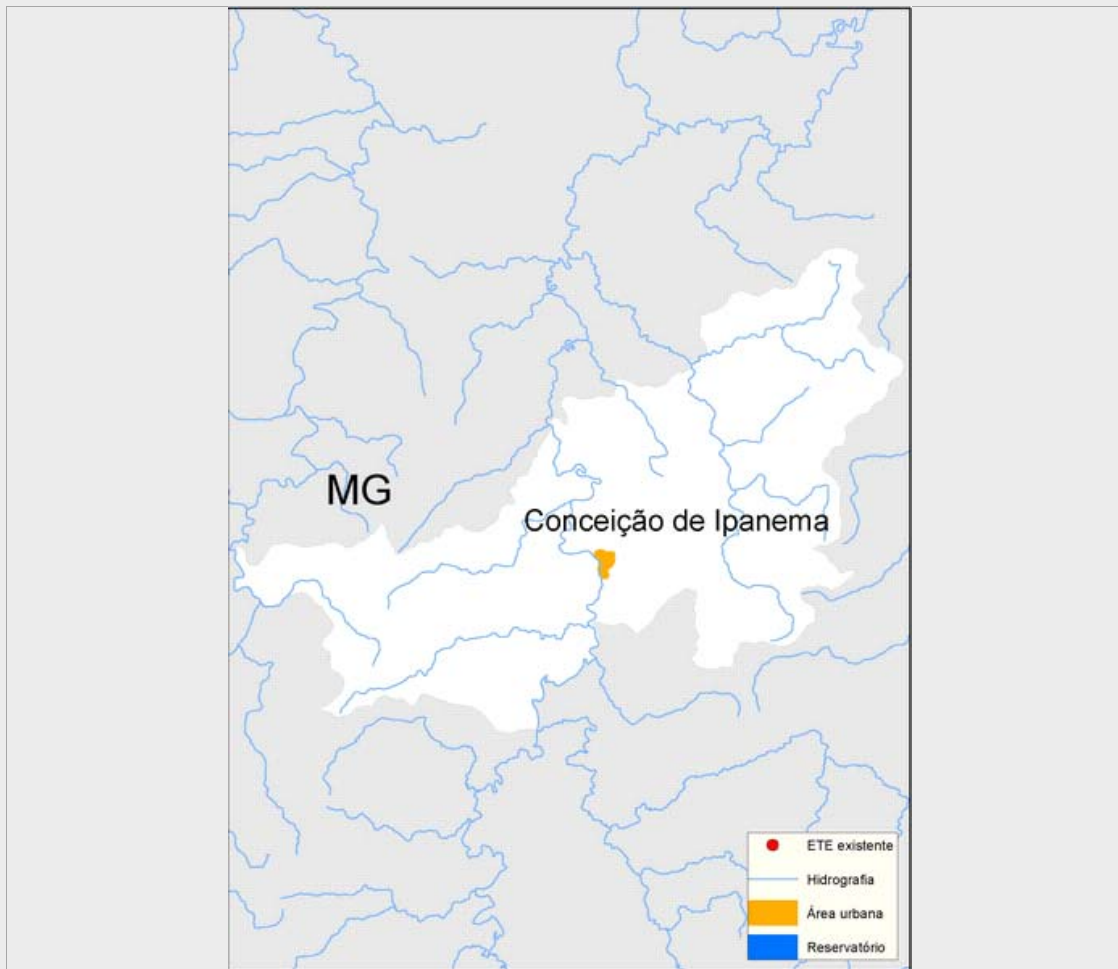 MG
Conceição de Ipanema
ETE existente
Hidrografia
Área urbana
Reservatório